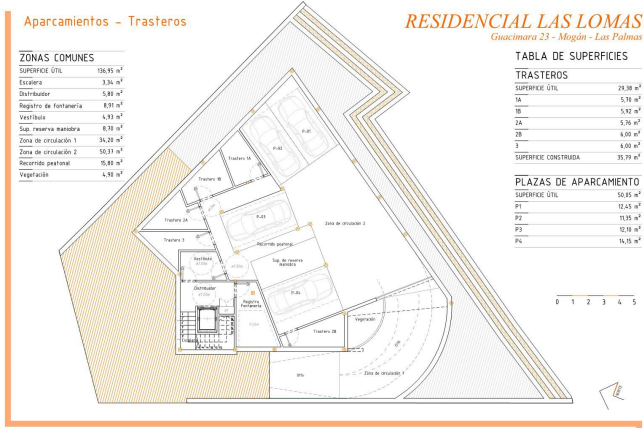 Aparcamientos - Trasteros
RESIDENCIAL LAS LOMAS
Guacimara 23 - Mogán - Las Palmas
ZONAS COMUNES
SUPERFICIE ÚTIL 136,95 m²
Escalera 3,34 m²
Distribuidor 5,80 m²
Registro de fontanería 8,91 m²
Vestíbulo 4,93 m²
Sup. reserva maniobra 8,70 m²
Zona de circulación 1 34,20 m²
Zona de circulación 2 50,37 m²
Recorrido peatonal 15,80 m²
Vegetación 4,90 m²
TABLA DE SUPERFICIES
TRASTEROS
SUPERFICIE ÚTIL 29,38 m²
1A 5,70 m²
1B 5,92 m²
2A 5,76 m²
2B 6,00 m²
3 6,00 m²
SUPERFICIE CONSTRUIDA 35,79 m²
PLAZAS DE APARCAMIENTO
SUPERFICIE ÚTIL 50,05 m²
P1 12,45 m²
P2 11,35 m²
P3 12,10 m²
P4 14,15 m²
0 1 2 3 4 5
P-01
P-02
Trastero 1A
Trastero 1B
Trastero 2A
P-03
Zona de circulación 2
Trastero 3
Recorrido peatonal
Vestíbulo
Sup. de reserva
maniobra
Distribuidor
P-04
Registro
Fontanería
Vegetación
Trastero 2B
Escalera
Zona de circulación 1